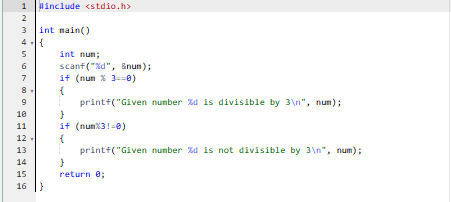 1 #include <stdio.h>
2
3 int main()
4 {
5 int num;
6 scanf("%d", &num);
7 if (num % 3==0)
8 {
9 printf("Given number %d is divisible by 3\n", num);
10 }
11 if (num%3!=0)
12 {
13 printf("Given number %d is not divisible by 3\n", num);
14 }
15 return 0;
16 }